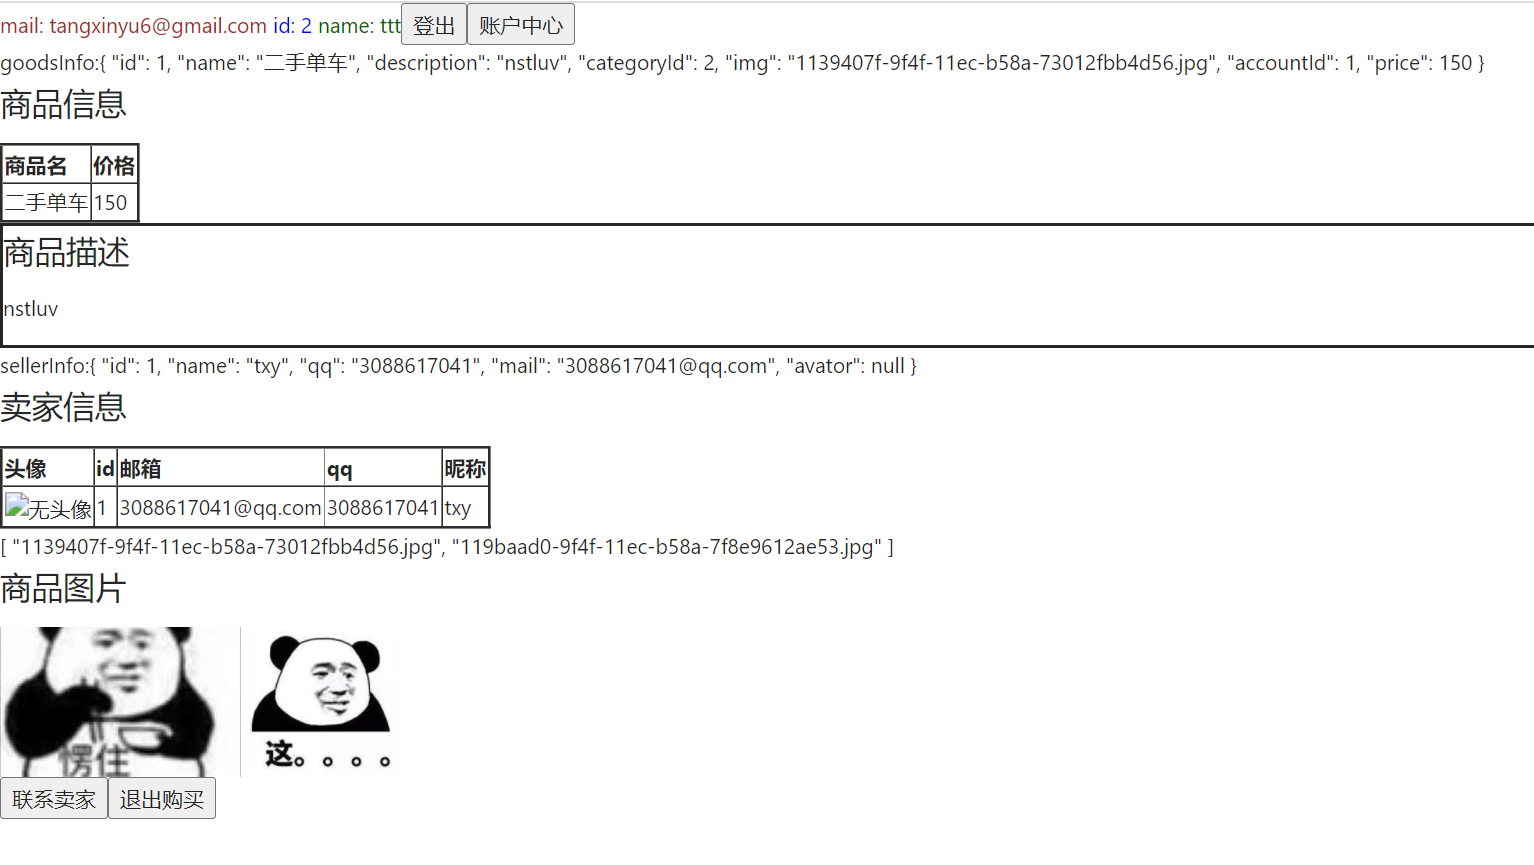 mail: tangxinyu6@gmail.com id: 2 name: ttt 登出 账户中心
goodsInfo:{ "id": 1, "name": "二手单车", "description": "nstluv", "categoryId": 2, "img": "1139407f-9f4f-11ec-b58a-73012fbb4d56.jpg", "accountId": 1, "price": 150 }
商品信息
商品名 价格
二手单车 150
商品描述
nstluv
sellerInfo:{ "id": 1, "name": "txy", "qq": "3088617041", "mail": "3088617041@qq.com", "avator": null }
卖家信息
头像 id 邮箱 qq 昵称
无头像 1 3088617041@qq.com 3088617041 txy
[ "1139407f-9f4f-11ec-b58a-73012fbb4d56.jpg", "119baad0-9f4f-11ec-b58a-7f8e9612ae53.jpg" ]
商品图片
愣住
这。。。。
联系卖家 退出购买